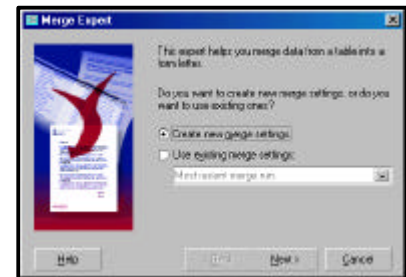 Merge Expert
This expert helps you merge data from a table into a
form letter.
Do you want to create new merge settings, or do you
want to use existing ones?
Create new merge settings
Use existing merge settings:
Most recent merge run
Help
Next >
Cancel